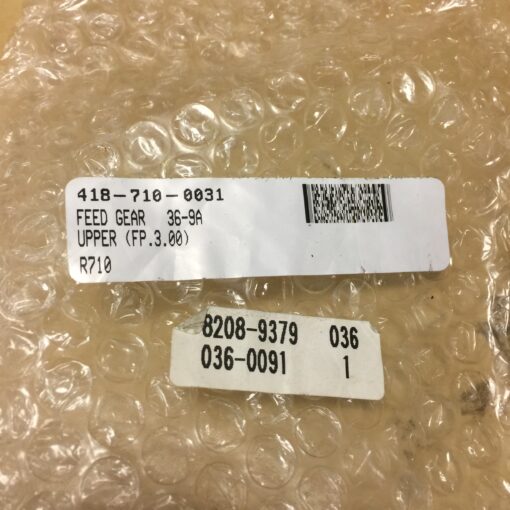 418-710-0031
FEED GEAR 36-9A
UPPER (FP.3.00)
R710
8208-9379 036
036-0091 1